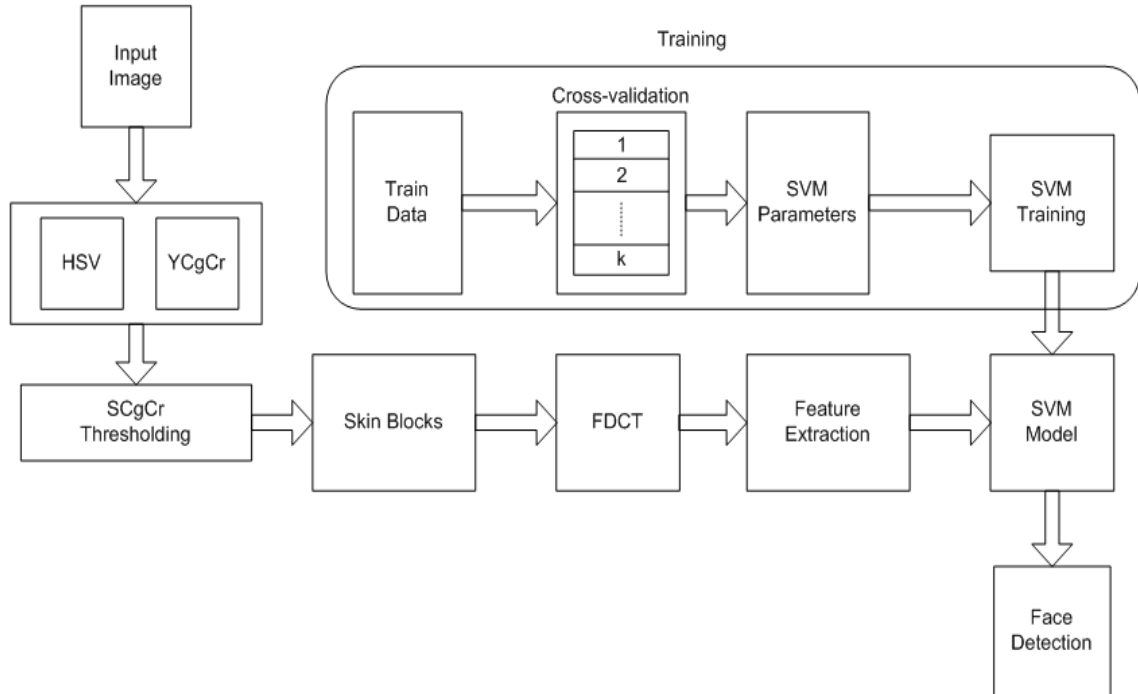 Input
Image
Training
Cross-validation
1
2
k
Train
Data
SVM
Parameters
SVM
Training
HSV
YCgCr
SCgCr
Thresholding
Skin Blocks
FDCT
Feature
Extraction
SVM
Model
Face
Detection